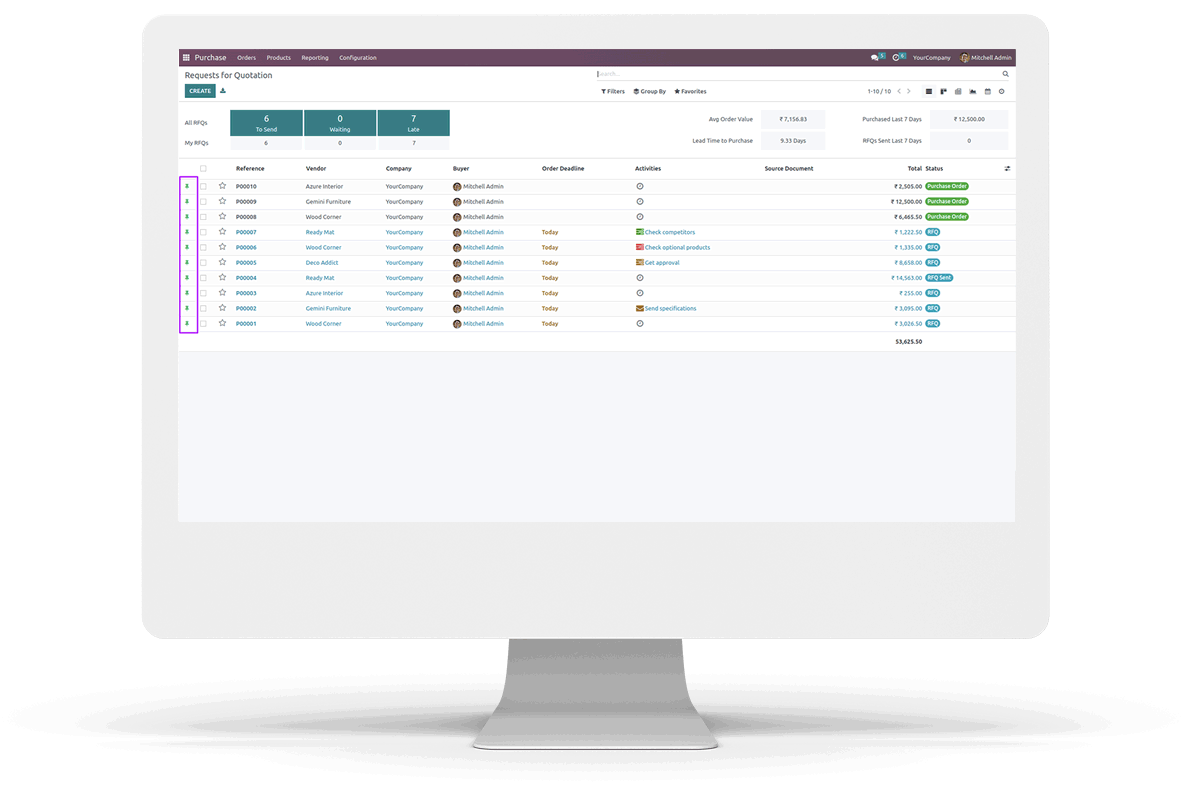 Purchase Orders Products Reporting Configuration YourCompany Mitchell Admin
Requests for Quotation Search...
CREATE Filters Group By Favorites 1-10 / 10
All RFQs 6 To Send 0 Waiting 7 Late Avg Order Value ₹ 7,156.83 Purchased Last 7 Days ₹ 12,500.00
My RFQs 6 0 7 Lead Time to Purchase 9.33 Days RFQs Sent Last 7 Days 0
Reference Vendor Company Buyer Order Deadline Activities Source Document Total Status
P00010 Azure Interior YourCompany Mitchell Admin ₹ 2,505.00 Purchase Order
P00009 Gemini Furniture YourCompany Mitchell Admin ₹ 12,500.00 Purchase Order
P00008 Wood Corner YourCompany Mitchell Admin ₹ 6,465.50 Purchase Order
P00007 Ready Mat YourCompany Mitchell Admin Today Check competitors ₹ 1,222.50 RFQ
P00006 Wood Corner YourCompany Mitchell Admin Today Check optional products ₹ 1,335.00 RFQ
P00005 Deco Addict YourCompany Mitchell Admin Today Get approval ₹ 8,658.00 RFQ
P00004 Ready Mat YourCompany Mitchell Admin Today ₹ 14,563.00 RFQ Sent
P00003 Azure Interior YourCompany Mitchell Admin Today ₹ 255.00 RFQ
P00002 Gemini Furniture YourCompany Mitchell Admin Today Send specifications ₹ 3,095.00 RFQ
P00001 Wood Corner YourCompany Mitchell Admin Today ₹ 3,026.50 RFQ
53,625.50